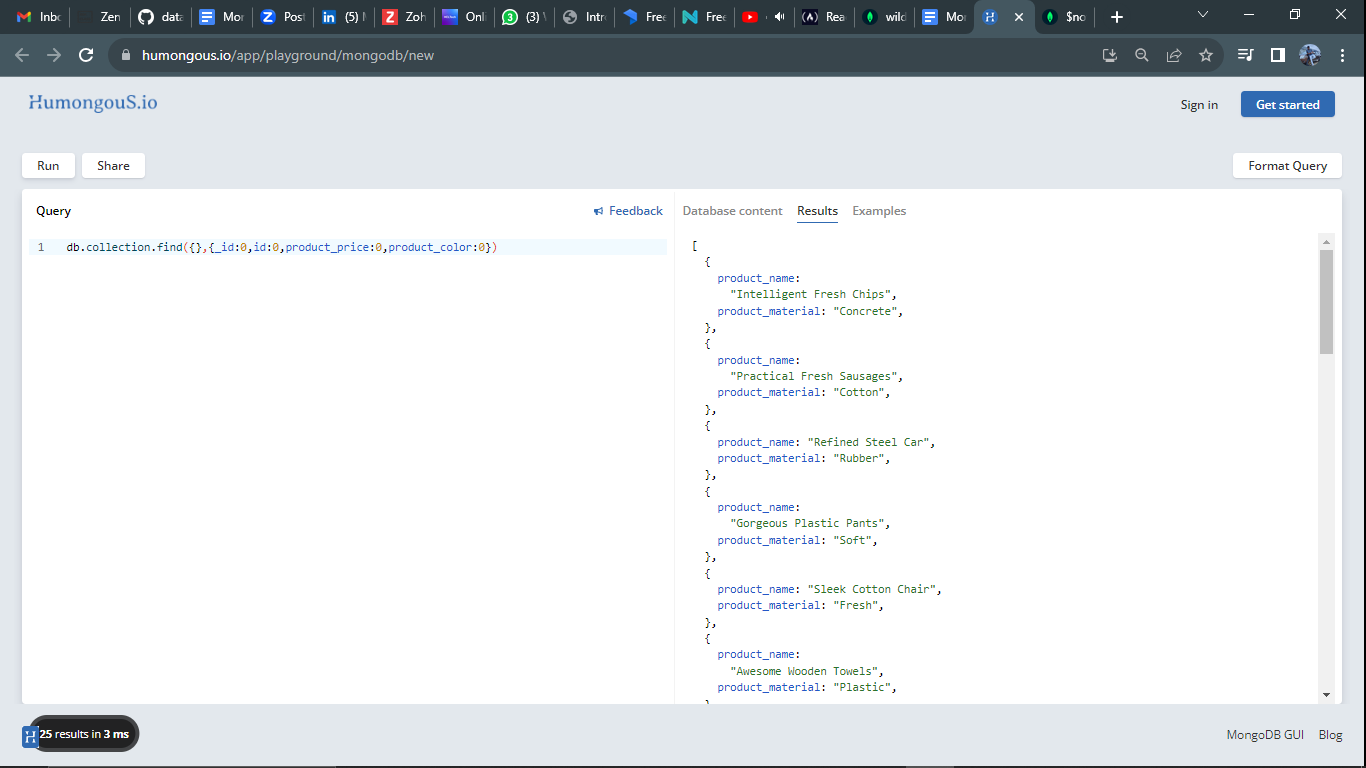 Inbo Zen data Mor Post (5) I Zoh Onli (3) \ Intr Free Free Rea wild Mo $no
humongous.io/app/playground/mongodb/new
HumongouS.io
Sign in Get started
Run Share Format Query
Query Feedback Database content Results Examples
1 db.collection.find({},{_id:0,id:0,product_price:0,product_color:0})
[
{
product_name:
"Intelligent Fresh Chips",
product_material: "Concrete",
},
{
product_name:
"Practical Fresh Sausages",
product_material: "Cotton",
},
{
product_name: "Refined Steel Car",
product_material: "Rubber",
},
{
product_name:
"Gorgeous Plastic Pants",
product_material: "Soft",
},
{
product_name: "Sleek Cotton Chair",
product_material: "Fresh",
},
{
product_name:
"Awesome Wooden Towels",
product_material: "Plastic",
H 25 results in 3 ms
MongoDB GUI Blog